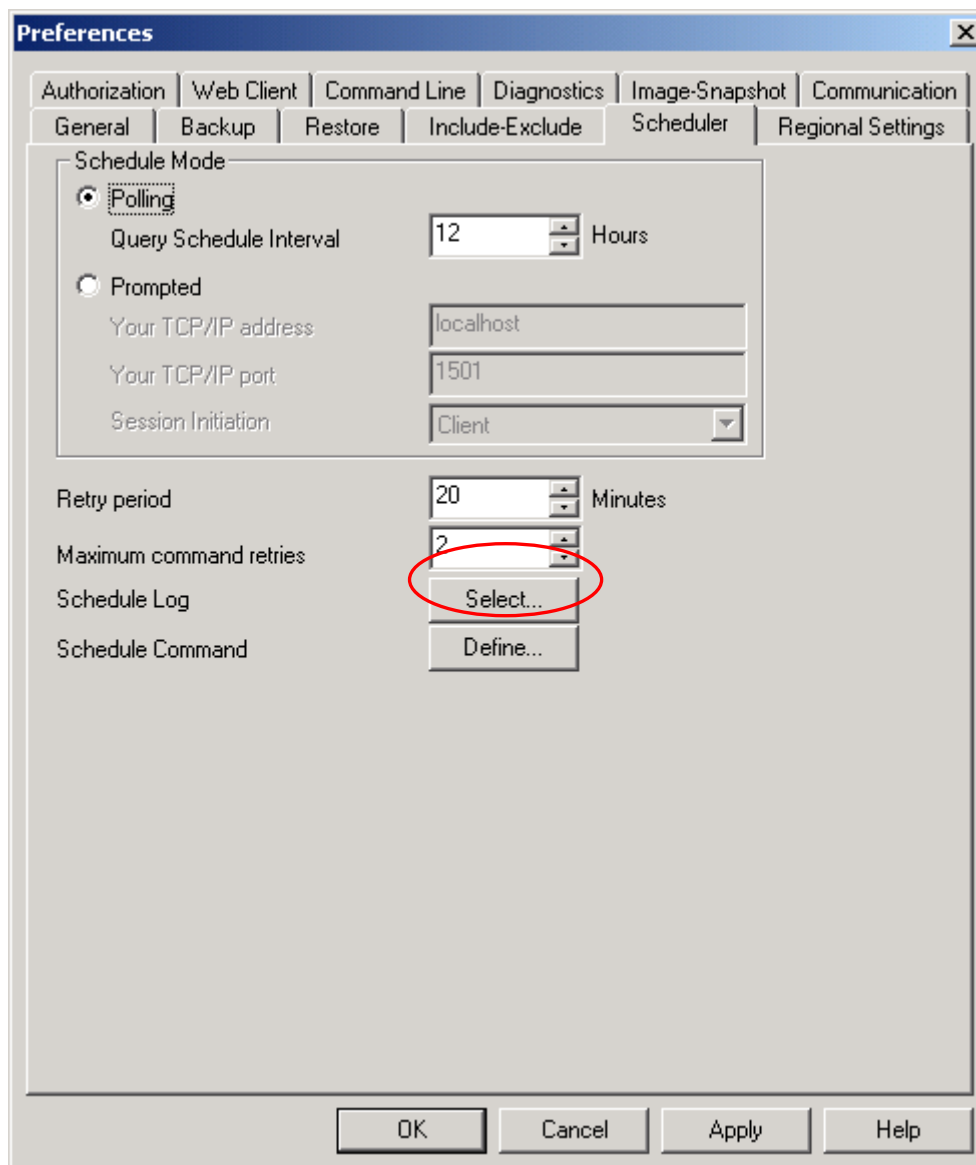 Preferences
Authorization Web Client Command Line Diagnostics Image-Snapshot Communication
General Backup Restore Include-Exclude Scheduler Regional Settings
Schedule Mode
Polling
Query Schedule Interval 12 Hours
Prompted
Your TCP/IP address localhost
Your TCP/IP port 1501
Session Initiation Client
Retry period 20 Minutes
Maximum command retries 2
Schedule Log Select...
Schedule Command Define...
OK Cancel Apply Help